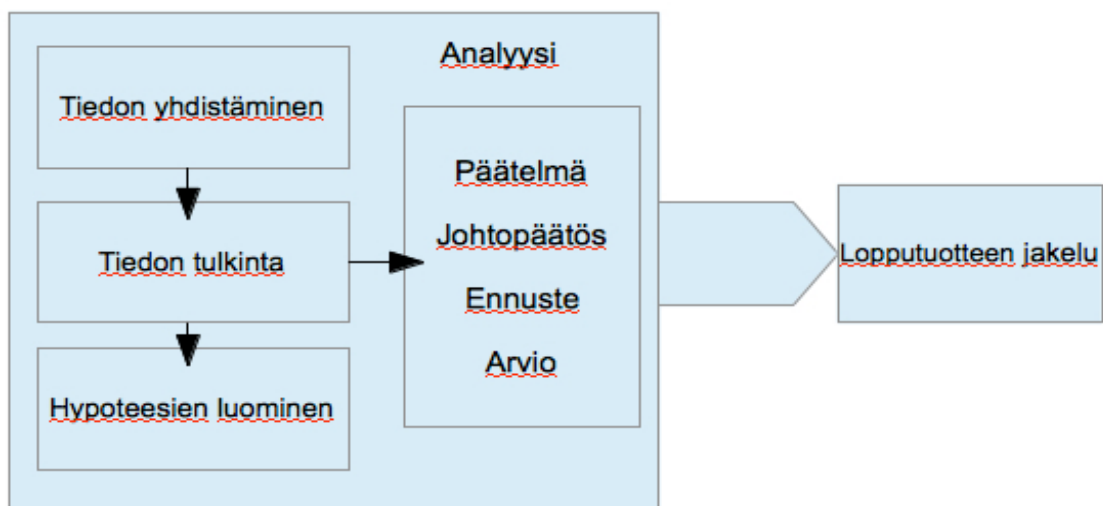 Analyysi
Tiedon yhdistäminen
Tiedon tulkinta
Hypoteesien luominen
Päätelmä
Johtopäätös
Ennuste
Arvio
Lopputuotteen jakelu